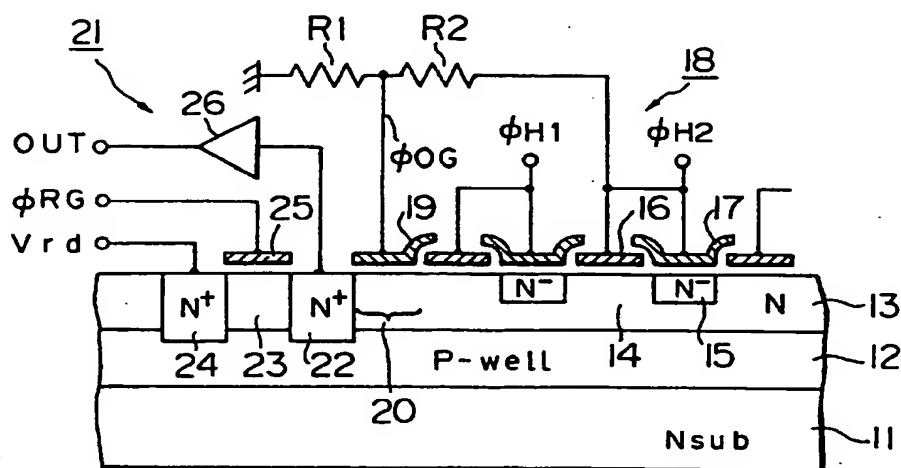 21
R1
R2
18
26
OUT
φOG
φH1
φH2
φRG
25
19
16
17
Vrd
N+
N+
N-
N-
N
13
24
23
22
20
14
15
12
P-well
Nsub
11